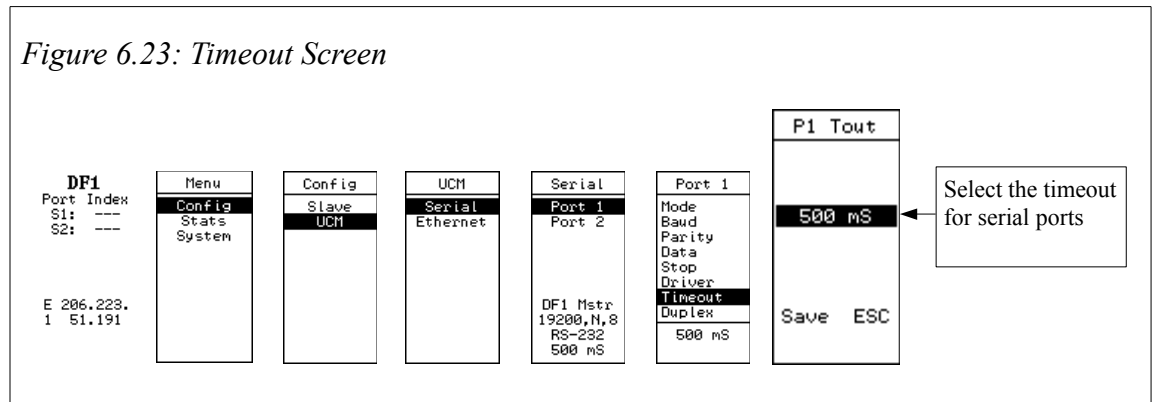 Figure 6.23: Timeout Screen
DF1
Port Index
S1: ---
S2: ---
E 206.223.
1 51.191
Menu
Config
Stats
System
Config
Slave
UCM
UCM
Serial
Ethernet
Serial
Port 1
Port 2
DF1 Mstr
19200,N,8
RS-232
500 mS
Port 1
Mode
Baud
Parity
Data
Stop
Driver
Timeout
Duplex
500 mS
P1 Tout
500 mS
Save ESC
Select the timeout
for serial ports